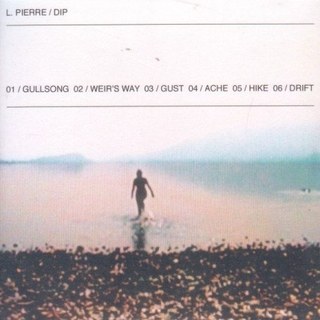 L. PIERRE / DIP
01 / GULLSONG 02 / WEIR'S WAY 03 / GUST 04 / ACHE 05 / HIKE 06 / DRIFT